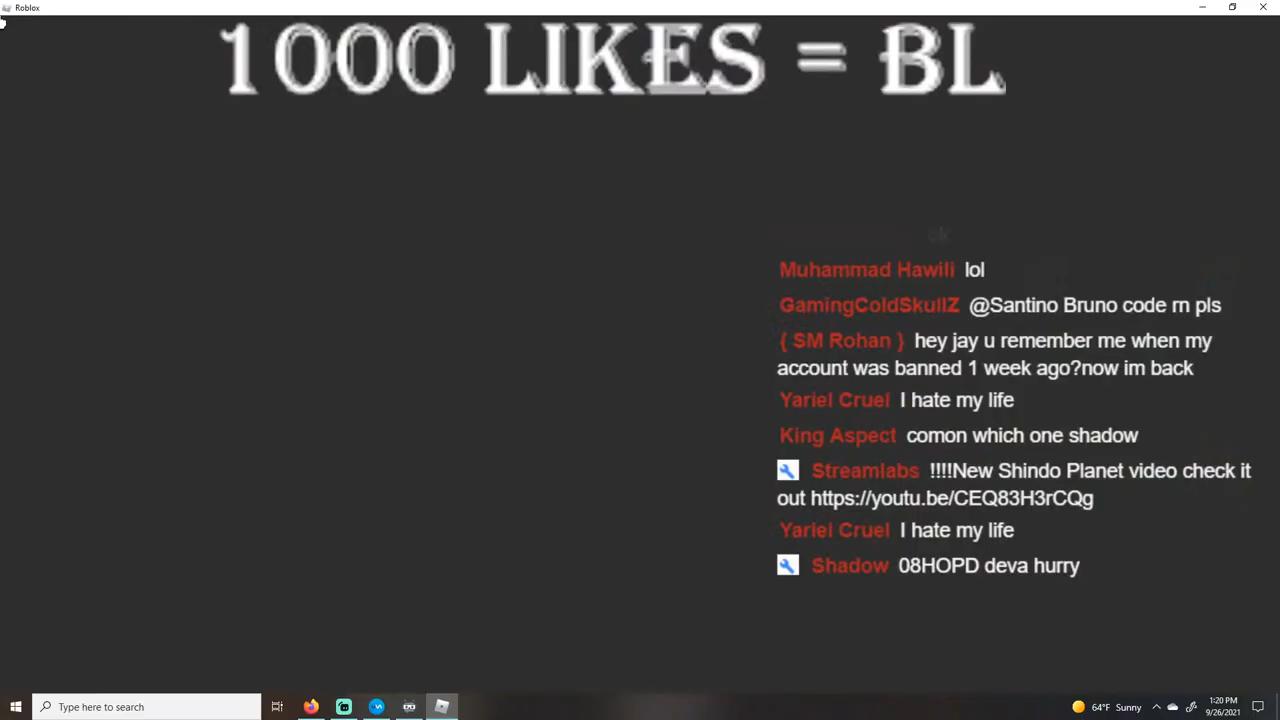 Roblox
1000 LIKES = BL
ok
Muhammad Hawili lol
GamingColdSkullZ @Santino Bruno code rn pls
{ SM Rohan } hey jay u remember me when my
account was banned 1 week ago?now im back
Yariel Cruel I hate my life
King Aspect comon which one shadow
Streamlabs !!!!New Shindo Planet video check it
out https://youtu.be/CEQ83H3rCQg
Yariel Cruel I hate my life
Shadow 08HOPD deva hurry
Type here to search
64°F Sunny
1:20 PM
9/26/2021